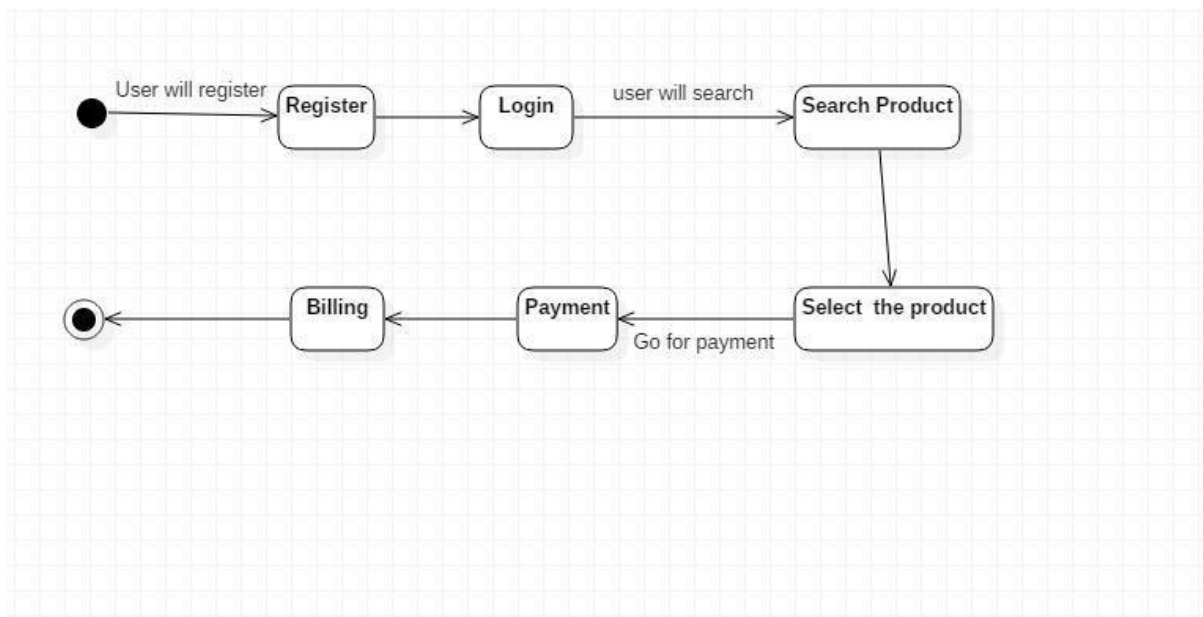 User will register
Register
Login
user will search
Search Product
Select  the product
Go for payment
Payment
Billing